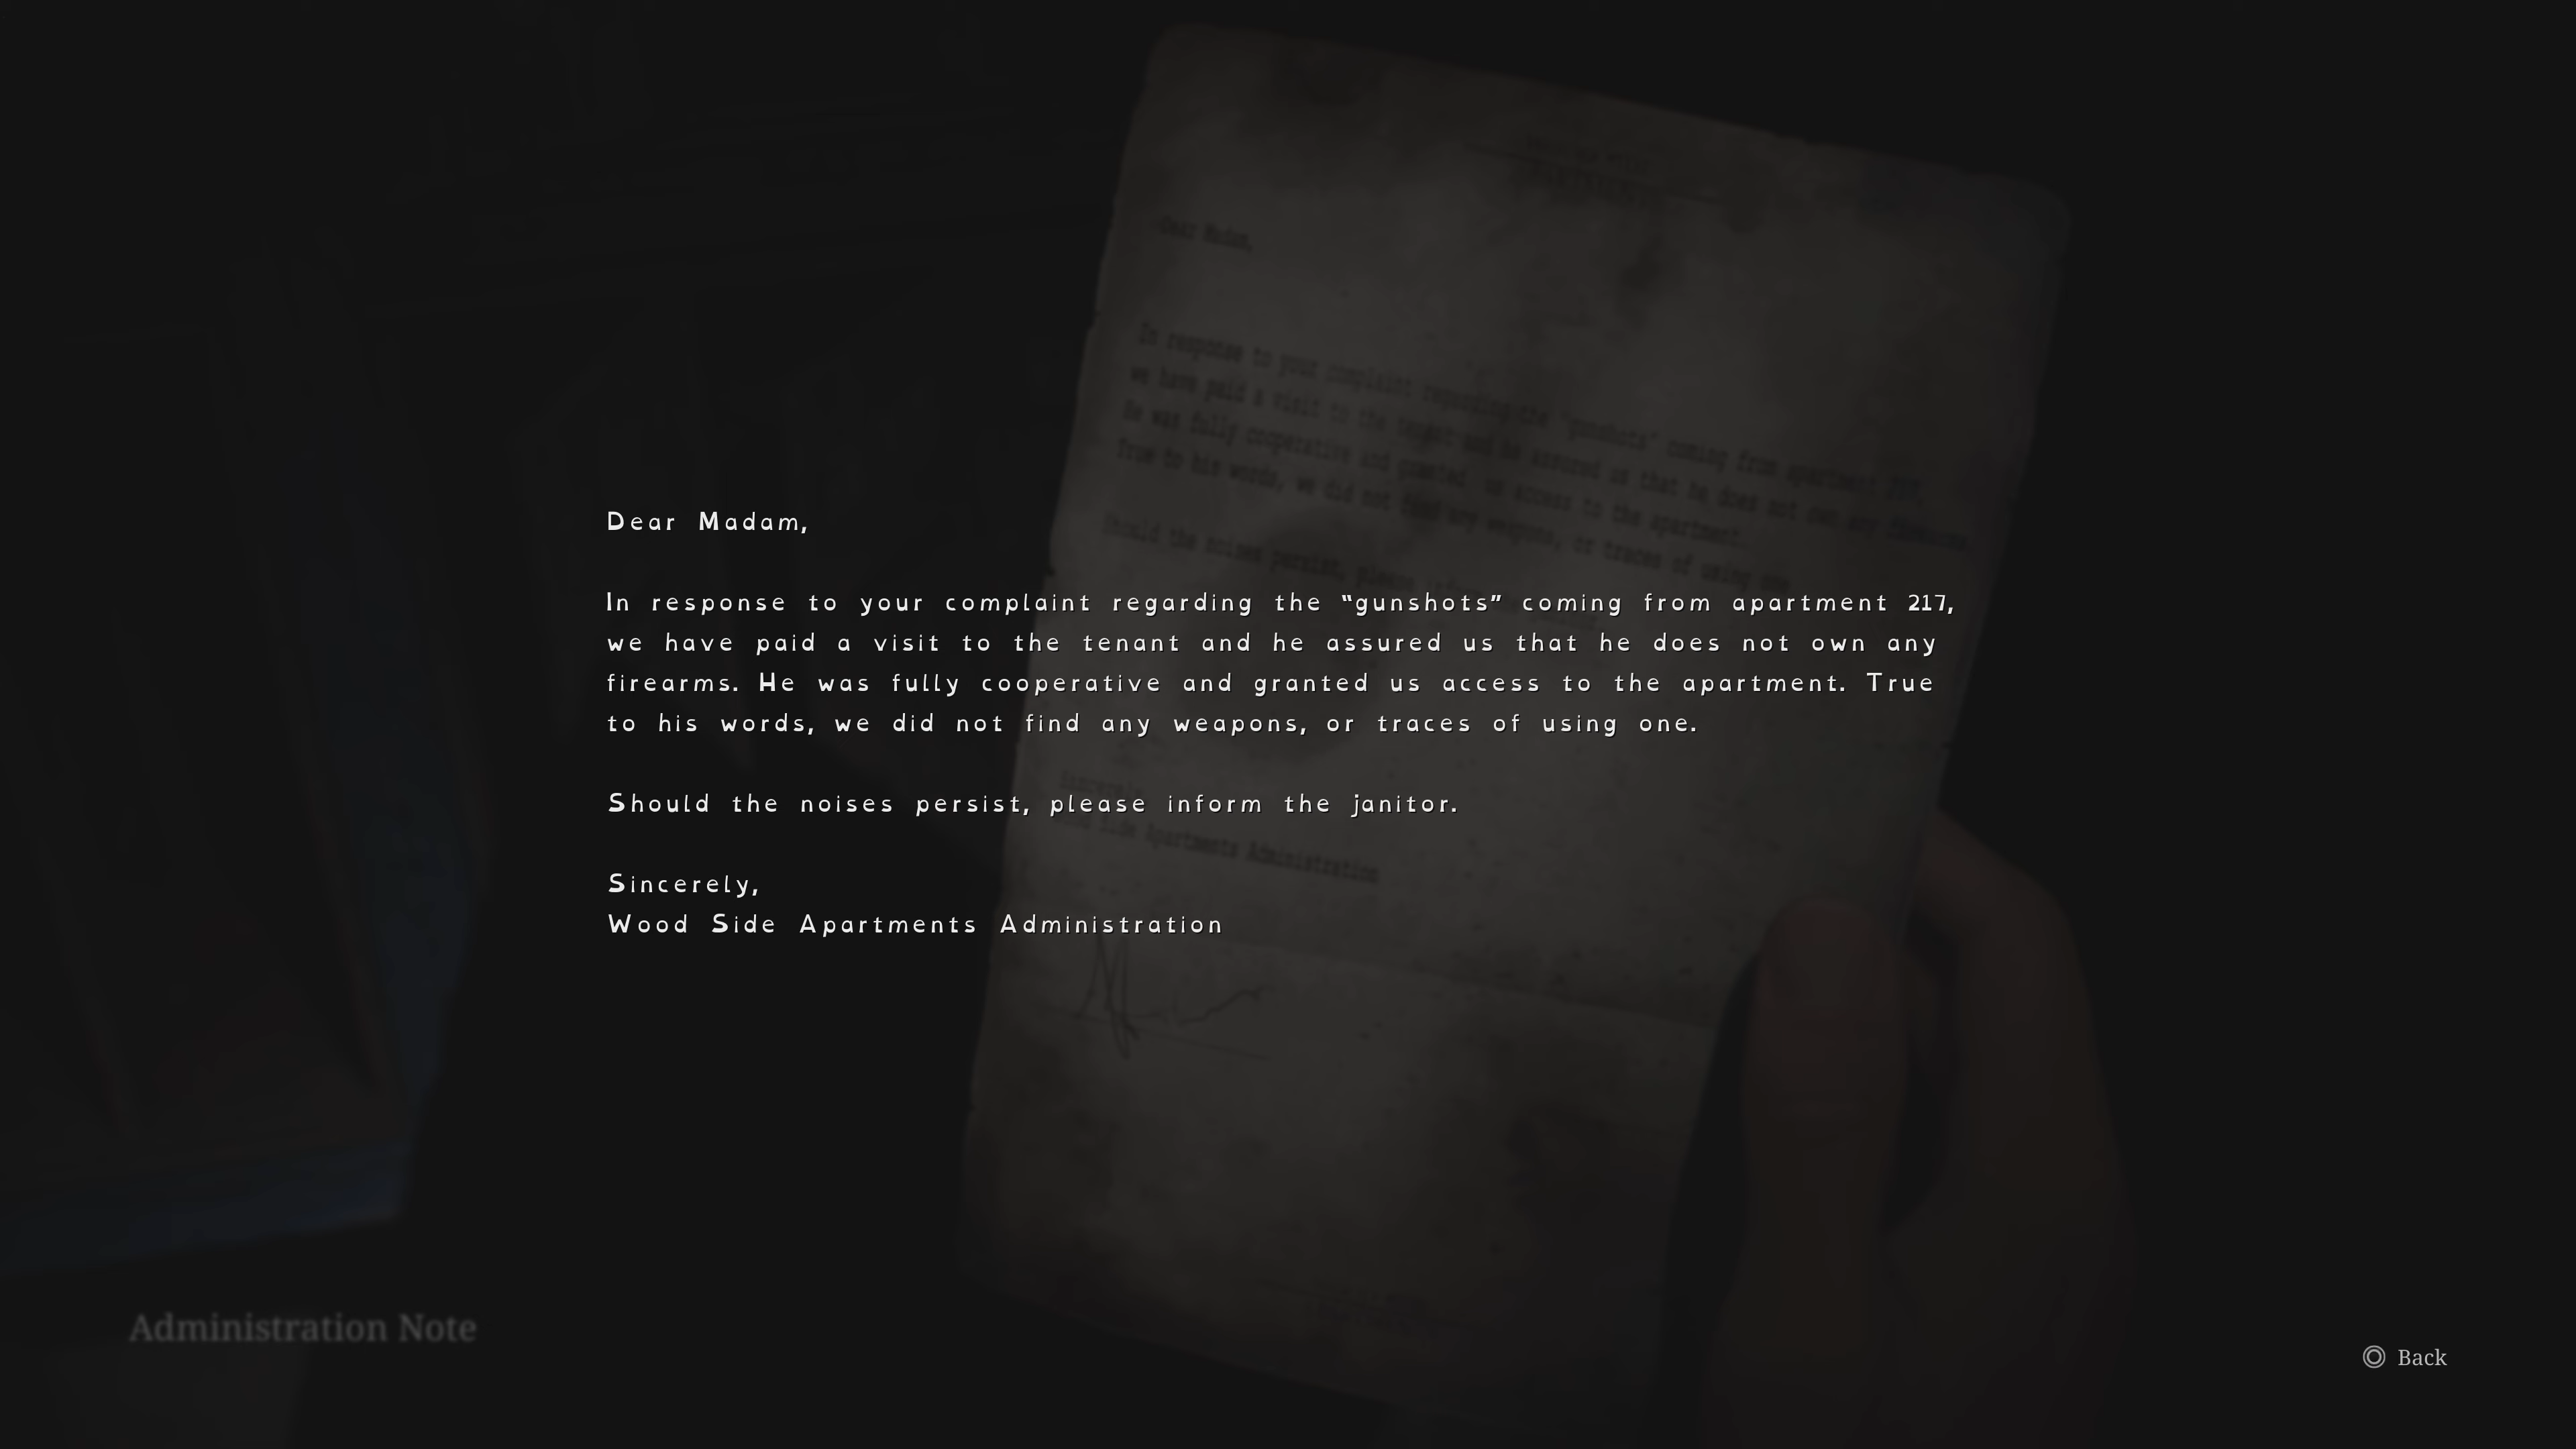 Dear Madam,
In response to your complaint regarding the “gunshots” coming from apartment 217,
we have paid a visit to the tenant and he assured us that he does not own any
firearms. He was fully cooperative and granted us access to the apartment. True
to his words, we did not find any weapons, or traces of using one.
Should the noises persist, please inform the janitor.
Sincerely,
Wood Side Apartments Administration
Administration Note
Back